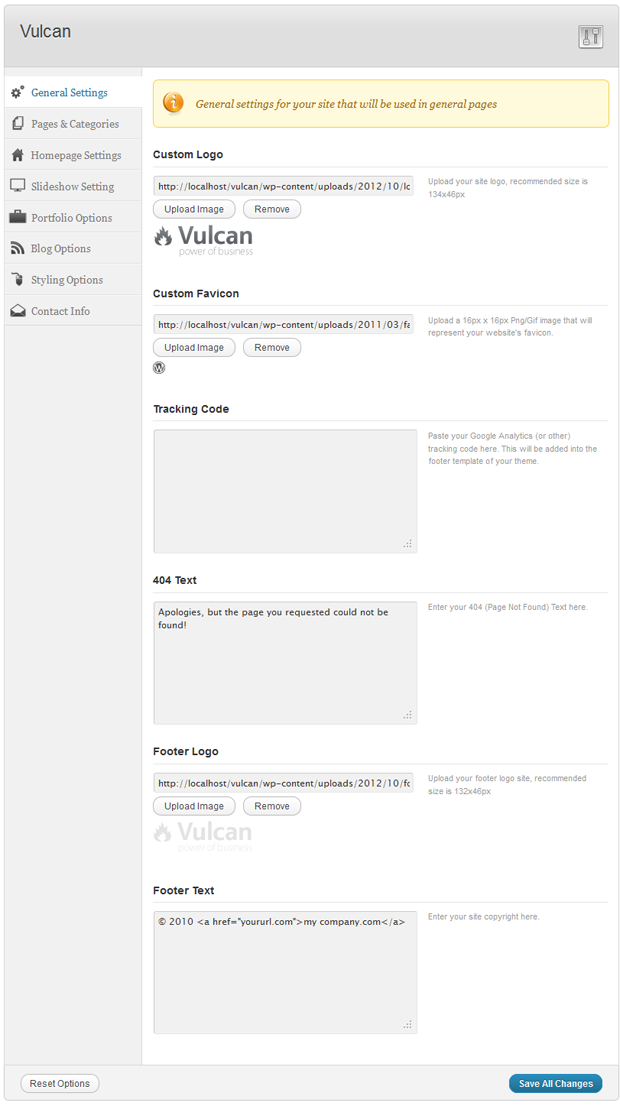 Vulcan
General Settings
Pages & Categories
Homepage Settings
Slideshow Setting
Portfolio Options
Blog Options
Styling Options
Contact Info
General settings for your site that will be used in general pages
Custom Logo
http://localhost/vulcan/wp-content/uploads/2012/10/lc
Upload your site logo, recommended size is
134x46px
Upload Image
Remove
Vulcan
power of business
Custom Favicon
http://localhost/vulcan/wp-content/uploads/2011/03/fa
Upload a 16px x 16px Png/Gif image that will
represent your website's favicon.
Upload Image
Remove
Tracking Code
Paste your Google Analytics (or other)
tracking code here. This will be added into the
footer template of your theme.
404 Text
Apologies, but the page you requested could not be
found!
Enter your 404 (Page Not Found) Text here.
Footer Logo
http://localhost/vulcan/wp-content/uploads/2012/10/fc
Upload your footer logo site, recommended
size is 132x46px
Upload Image
Remove
Vulcan
power of business
Footer Text
© 2010 <a href="yoururl.com">my company.com</a>
Enter your site copyright here.
Reset Options
Save All Changes